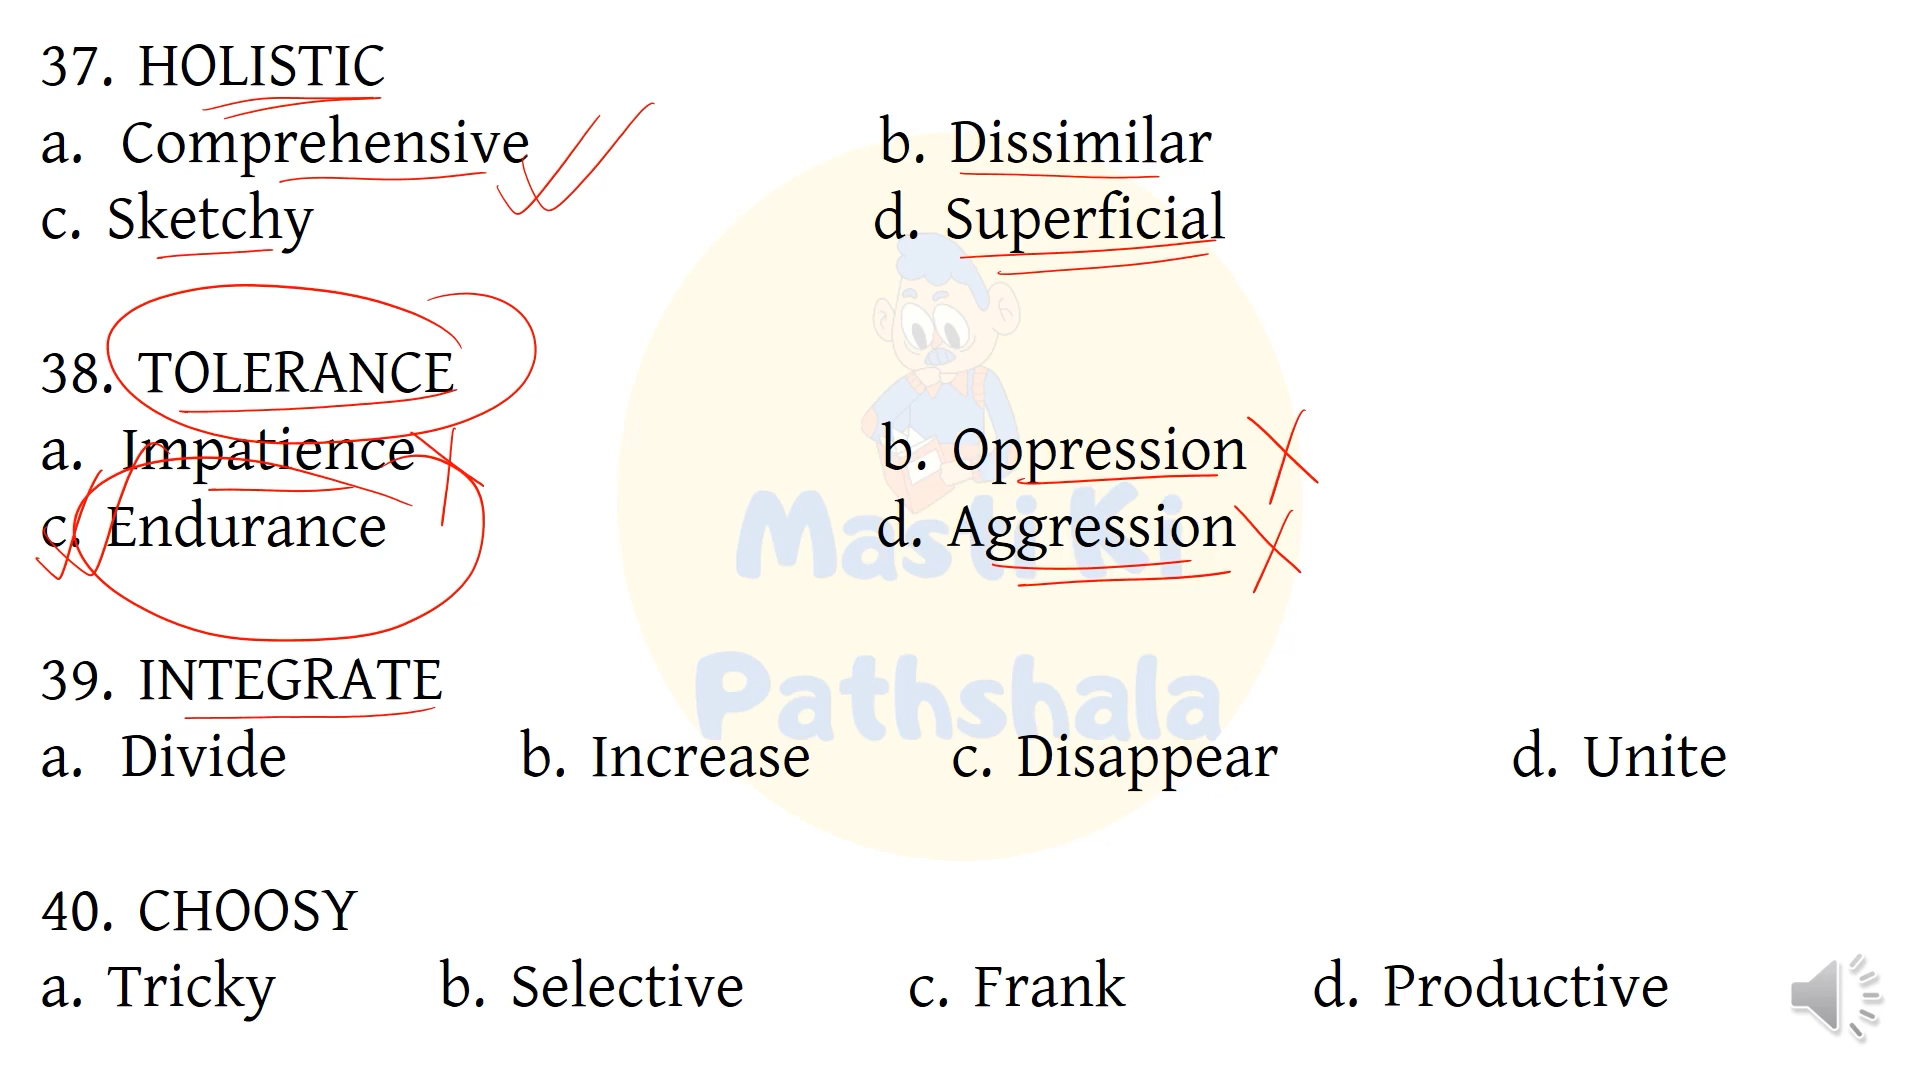 37. HOLISTIC
a. Comprehensive b. Dissimilar
c. Sketchy d. Superficial
38. TOLERANCE
a. Impatience b. Oppression
c. Endurance d. Aggression
Masti Ki
Pathshala
39. INTEGRATE
a. Divide b. Increase c. Disappear d. Unite
40. CHOOSY
a. Tricky b. Selective c. Frank d. Productive